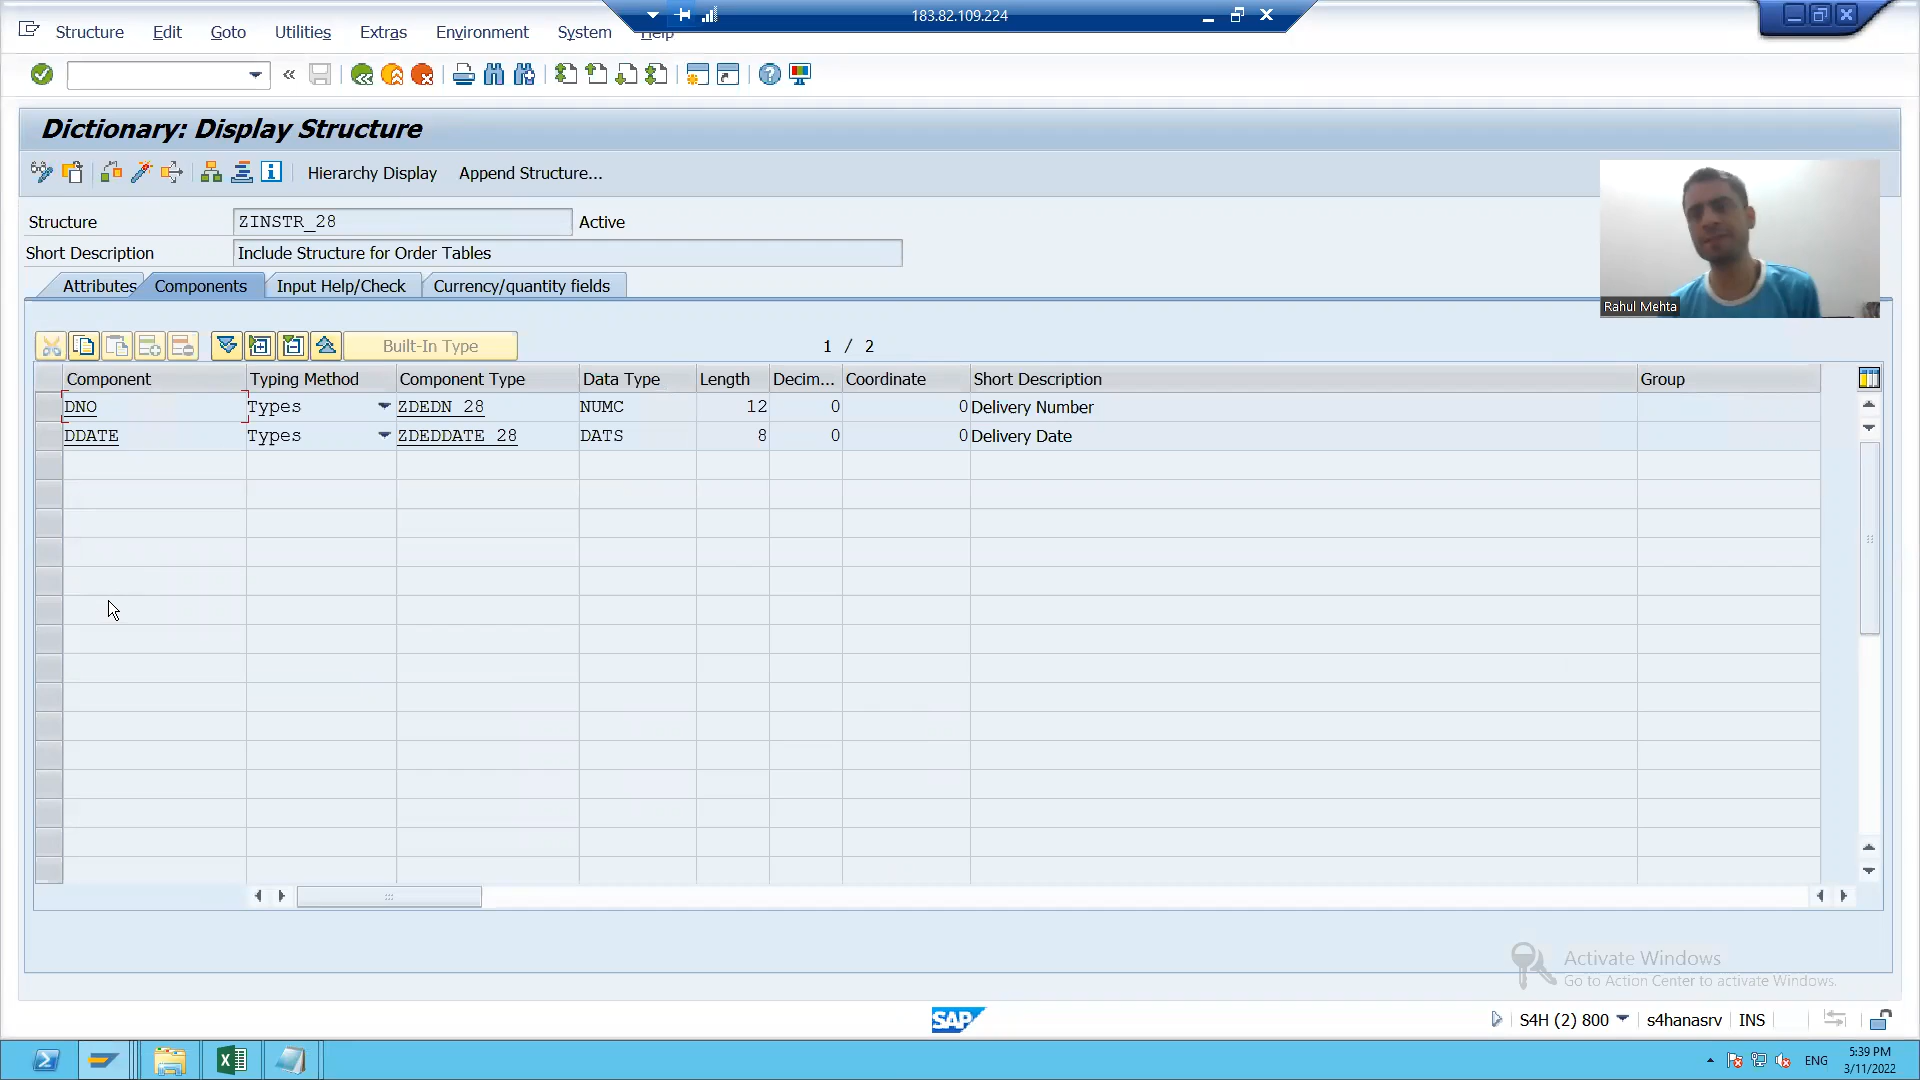 183.82.109.224
Structure Edit Goto Utilities Extras Environment System Help
Dictionary: Display Structure
Hierarchy Display Append Structure...
Structure ZINSTR_28 Active
Short Description Include Structure for Order Tables
Attributes Components Input Help/Check Currency/quantity fields
Rahul Mehta
Built-In Type 1 / 2
Component Typing Method Component Type Data Type Length Decim... Coordinate Short Description Group
DNO Types ZDEDN_28 NUMC 12 0 0 Delivery Number
DDATE Types ZDEDDATE_28 DATS 8 0 0 Delivery Date
Activate Windows
Go to Action Center to activate Windows.
SAP S4H (2) 800 s4hanasrv INS
ENG 5:39 PM
3/11/2022